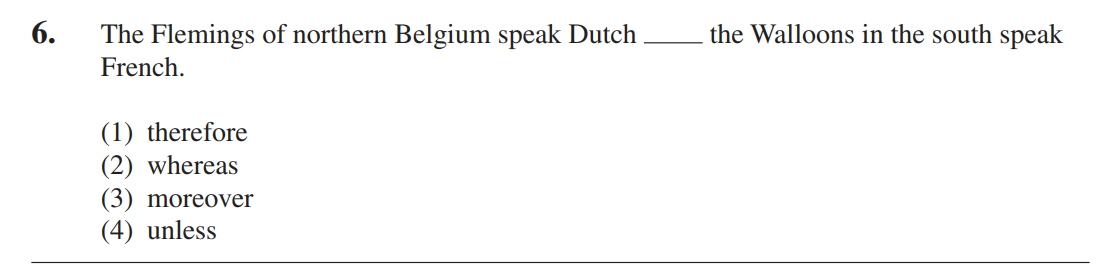 6. The Flemings of northern Belgium speak Dutch ____ the Walloons in the south speak
French.
(1) therefore
(2) whereas
(3) moreover
(4) unless